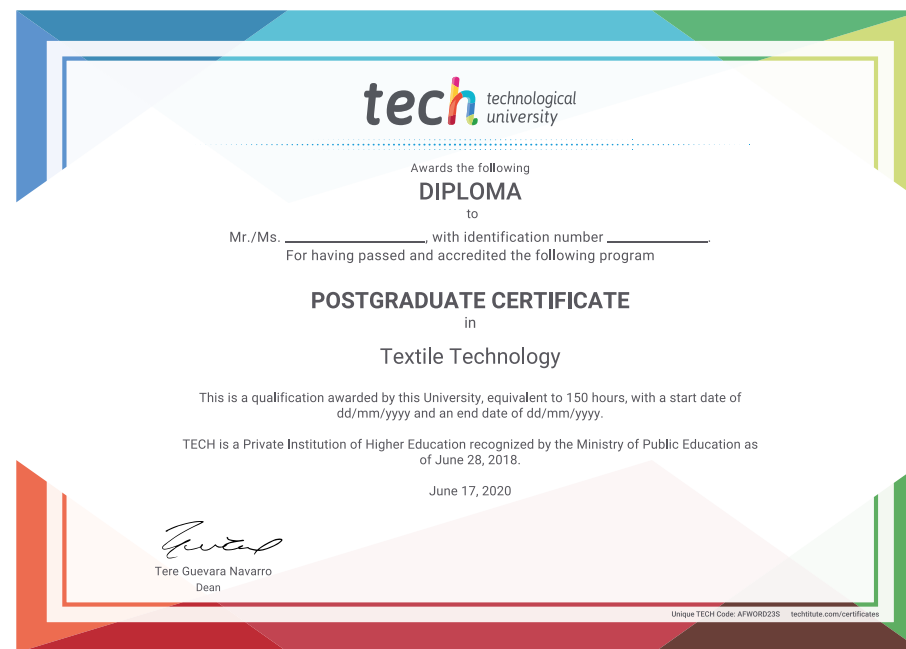 tech technological
university
Awards the following
DIPLOMA
to
Mr./Ms. ____________________, with identification number ______________.
For having passed and accredited the following program
POSTGRADUATE CERTIFICATE
in
Textile Technology
This is a qualification awarded by this University, equivalent to 150 hours, with a start date of
dd/mm/yyyy and an end date of dd/mm/yyyy.
TECH is a Private Institution of Higher Education recognized by the Ministry of Public Education as
of June 28, 2018.
June 17, 2020
Tere Guevara Navarro
Dean
Unique TECH Code: AFWORD23S techtitute.com/certificates